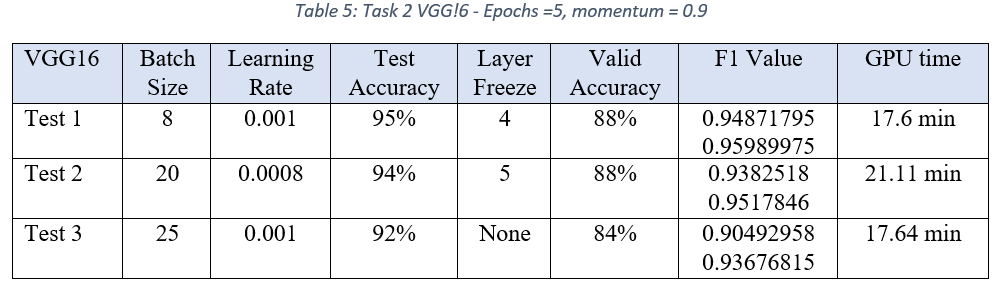 Table 5: Task 2 VGG!6 - Epochs =5, momentum = 0.9
VGG16 Batch Size Learning Rate Test Accuracy Layer Freeze Valid Accuracy F1 Value GPU time
Test 1 8 0.001 95% 4 88% 0.94871795 17.6 min
0.95989975
Test 2 20 0.0008 94% 5 88% 0.9382518 21.11 min
0.9517846
Test 3 25 0.001 92% None 84% 0.90492958 17.64 min
0.93676815